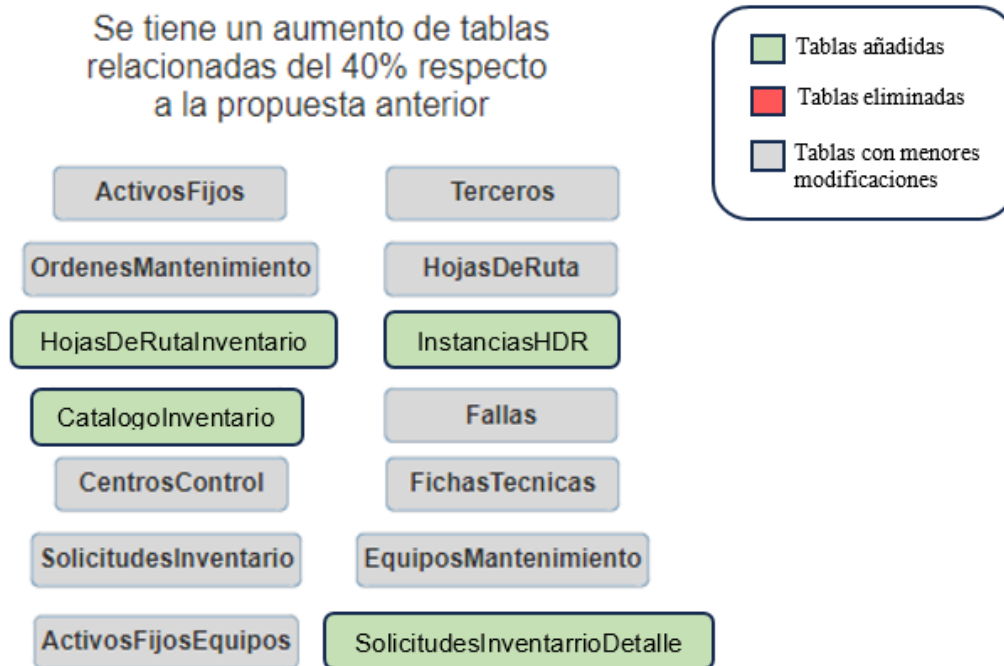 Se tiene un aumento de tablas
relacionadas del 40% respecto
a la propuesta anterior
Tablas añadidas
Tablas eliminadas
Tablas con menores
modificaciones
ActivosFijos
Terceros
OrdenesMantenimiento
HojasDeRuta
HojasDeRutaInventario
InstanciasHDR
CatalogoInventario
Fallas
CentrosControl
FichasTecnicas
SolicitudesInventario
EquiposMantenimiento
ActivosFijosEquipos
SolicitudesInventarrioDetalle